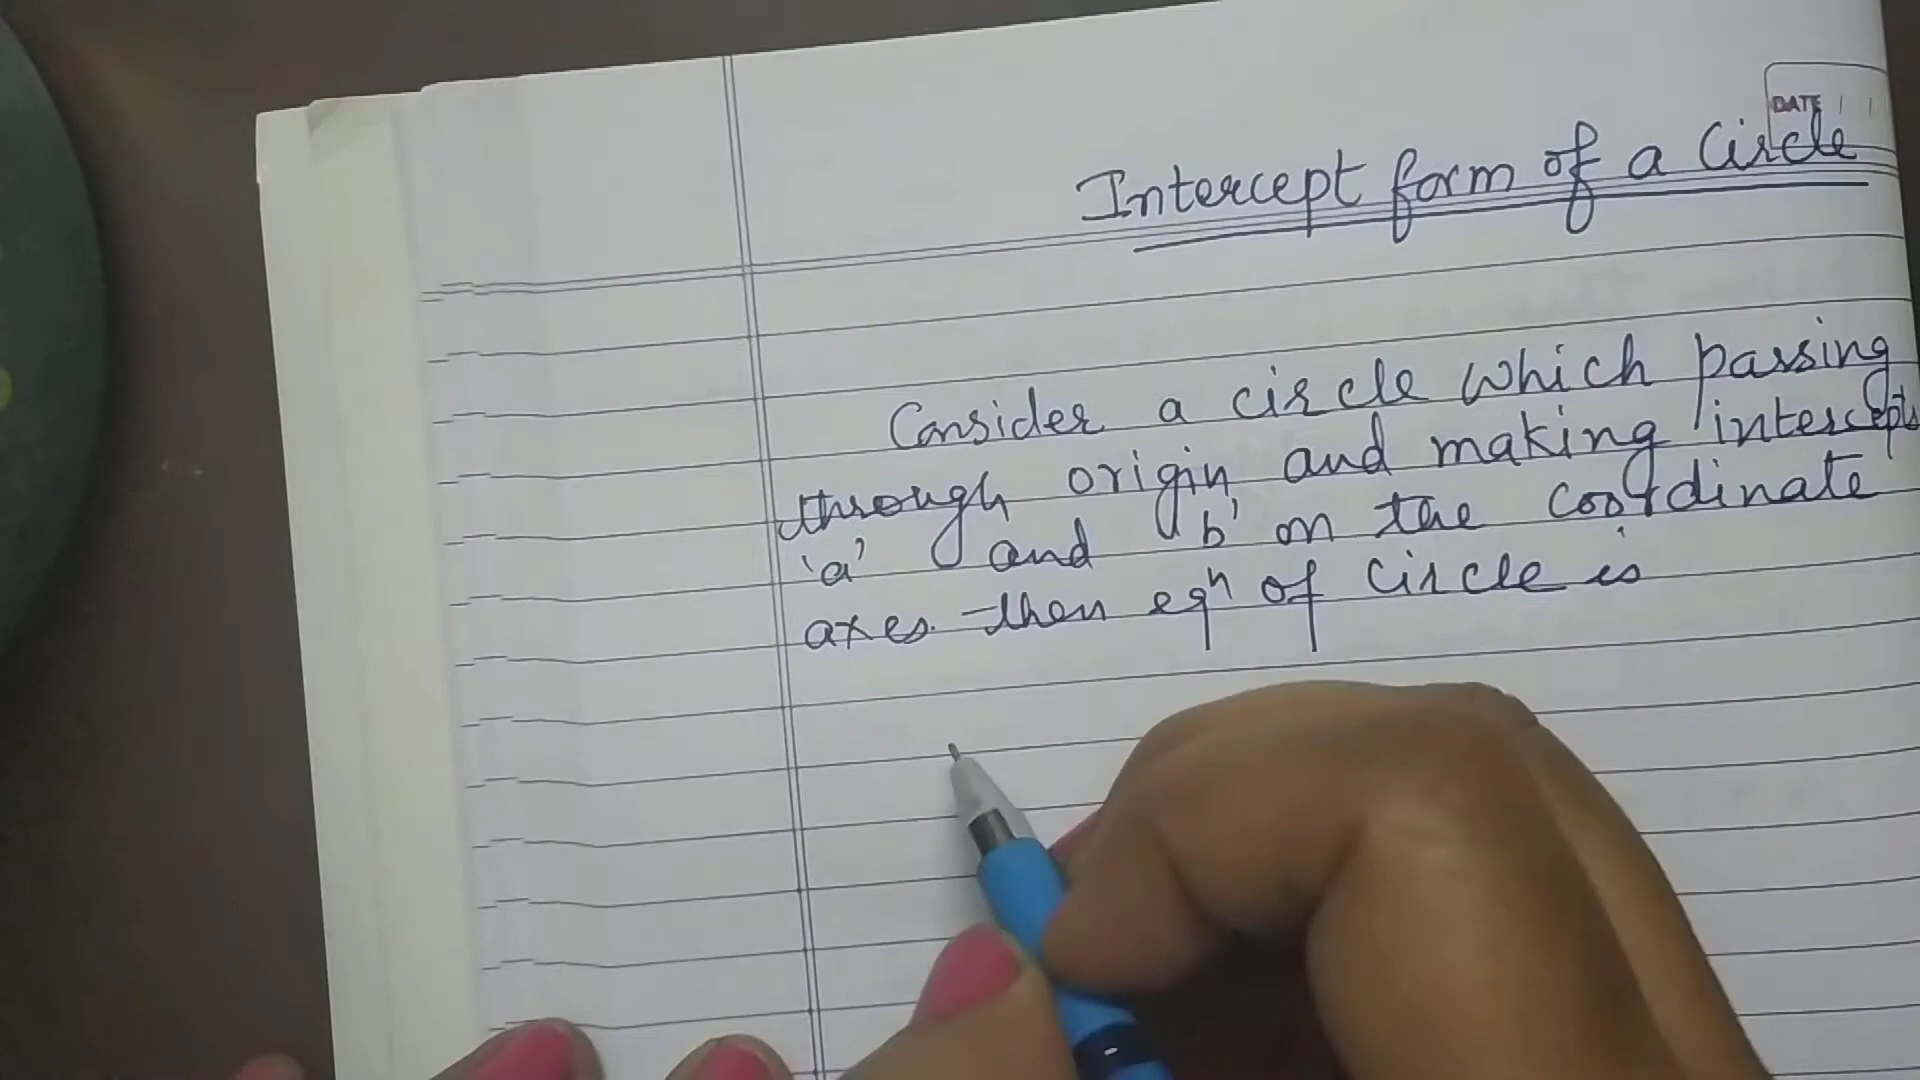 DATE / /
Intercept form of a Circle
Consider a circle which passing
through origin and making intercepts
'a' and 'b' on the coordinate
axes. then eqn of circle is